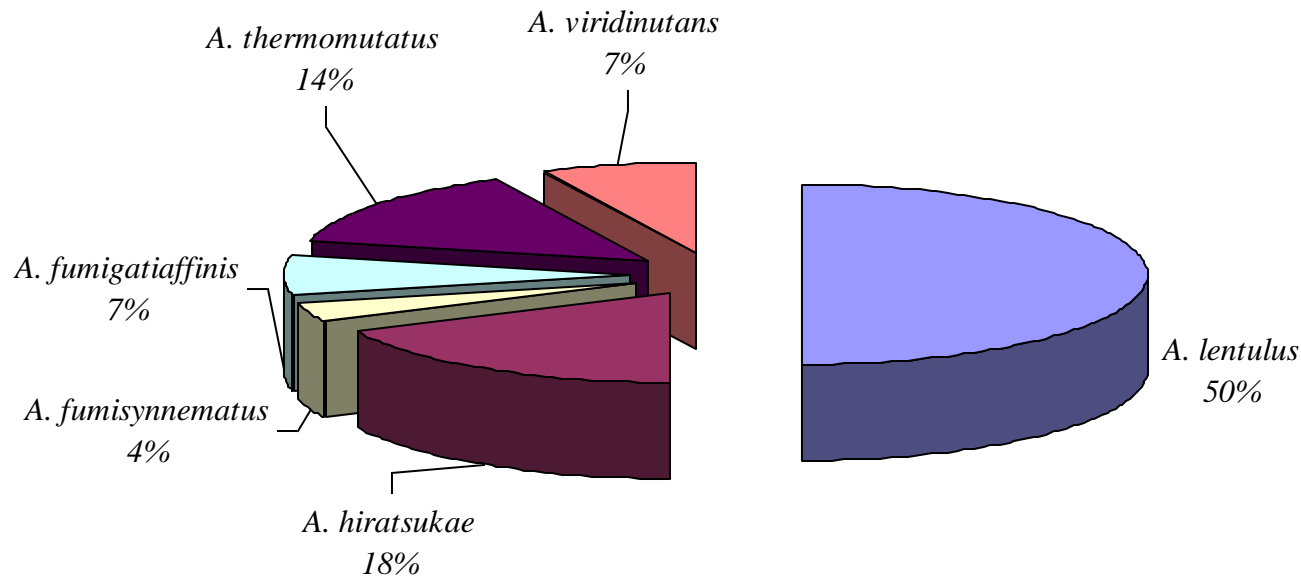 A. viridinutans
7%
A. thermomutatus
14%
A. fumigatiaffinis
7%
A. lentulus
50%
A. fumisynnematus
4%
A. hiratsukae
18%